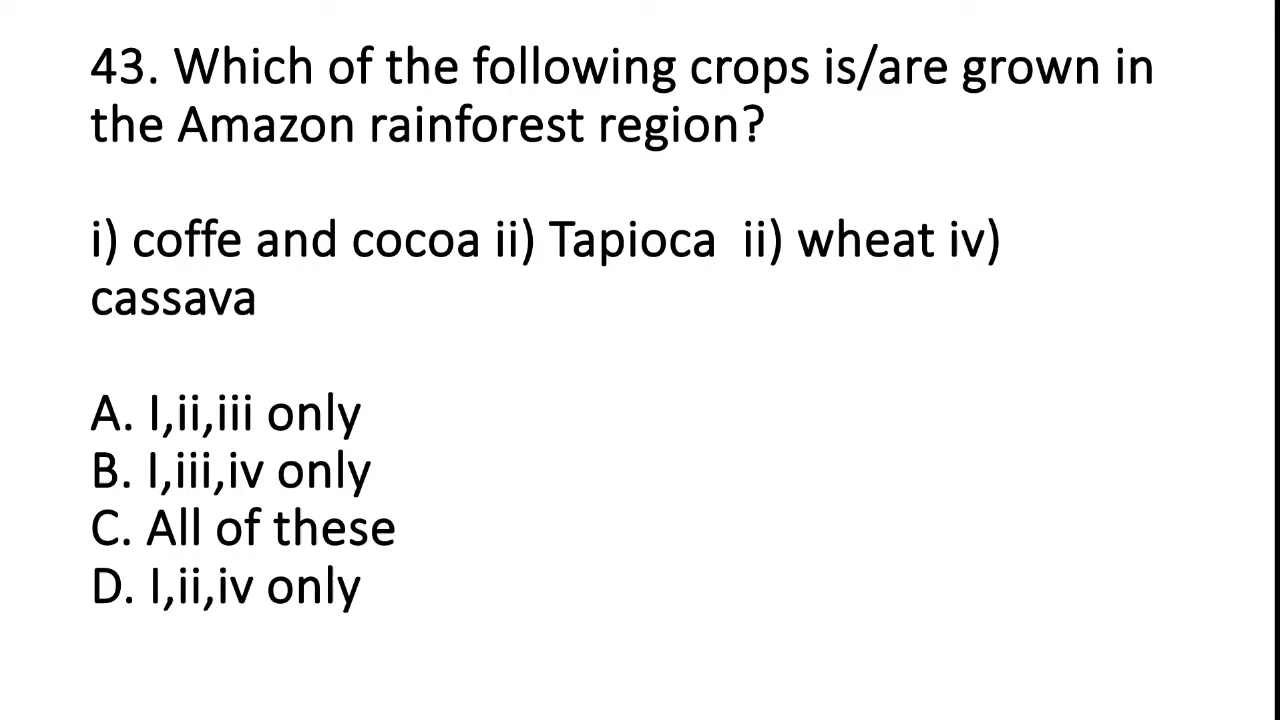 43. Which of the following crops is/are grown in
the Amazon rainforest region?
i) coffe and cocoa ii) Tapioca ii) wheat iv)
cassava
A. I,ii,iii only
B. I,iii,iv only
C. All of these
D. I,ii,iv only